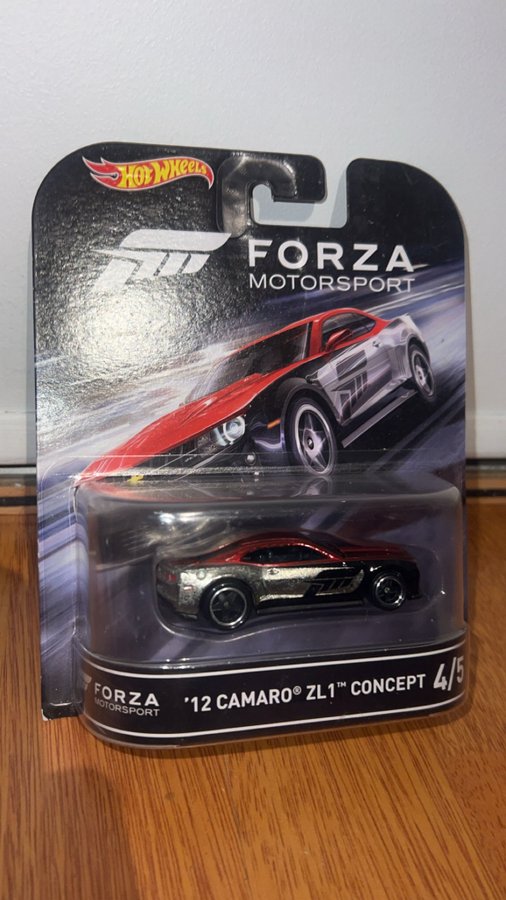 HOT WHEELS
FORZA
MOTORSPORT
FORZA
MOTORSPORT
'12 CAMARO® ZL1™ CONCEPT 4/5